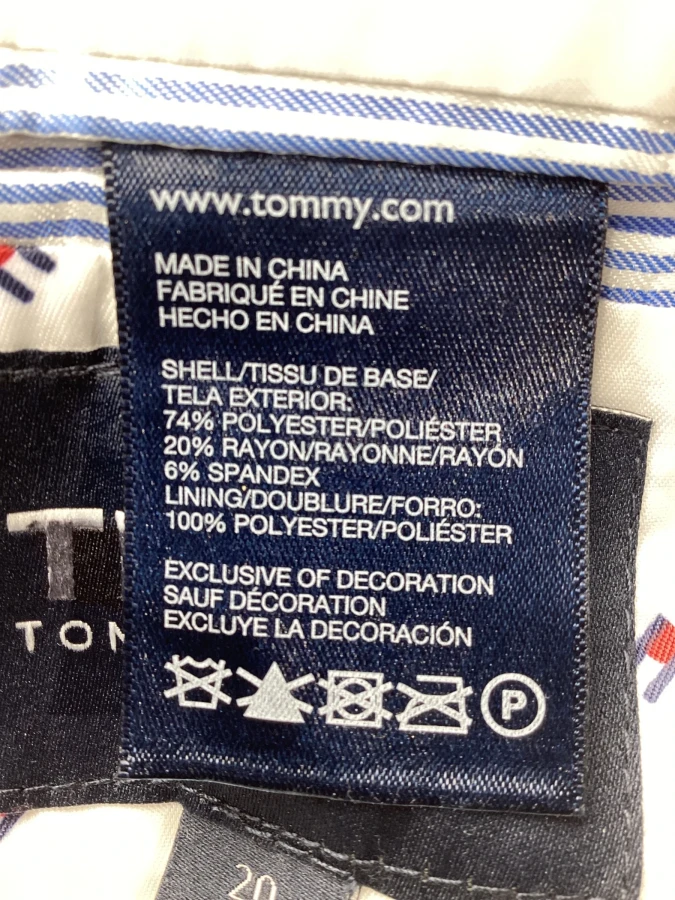 www.tommy.com
MADE IN CHINA
FABRIQUÉ EN CHINE
HECHO EN CHINA
SHELL/TISSU DE BASE/
TELA EXTERIOR:
74% POLYESTER/POLIÉSTER
20% RAYON/RAYONNE/RAYÓN
6% SPANDEX
LINING/DOUBLURE/FORRO:
100% POLYESTER/POLIÉSTER
EXCLUSIVE OF DECORATION
SAUF DÉCORATION
EXCLUYE LA DECORACIÓN
P
20